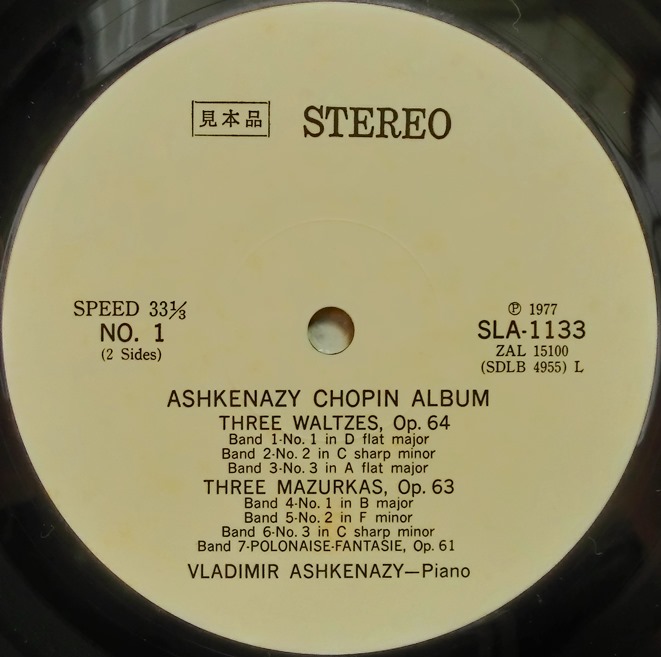 見本品 STEREO
SPEED 33⅓
NO. 1
(2 Sides)
℗ 1977
SLA-1133
ZAL 15100
(SDLB 4955) L
ASHKENAZY CHOPIN ALBUM
THREE WALTZES, Op. 64
Band 1-No. 1 in D flat major
Band 2-No. 2 in C sharp minor
Band 3-No. 3 in A flat major
THREE MAZURKAS, Op. 63
Band 4-No. 1 in B major
Band 5-No. 2 in F minor
Band 6-No. 3 in C sharp minor
Band 7-POLONAISE-FANTASIE, Op. 61
VLADIMIR ASHKENAZY—Piano